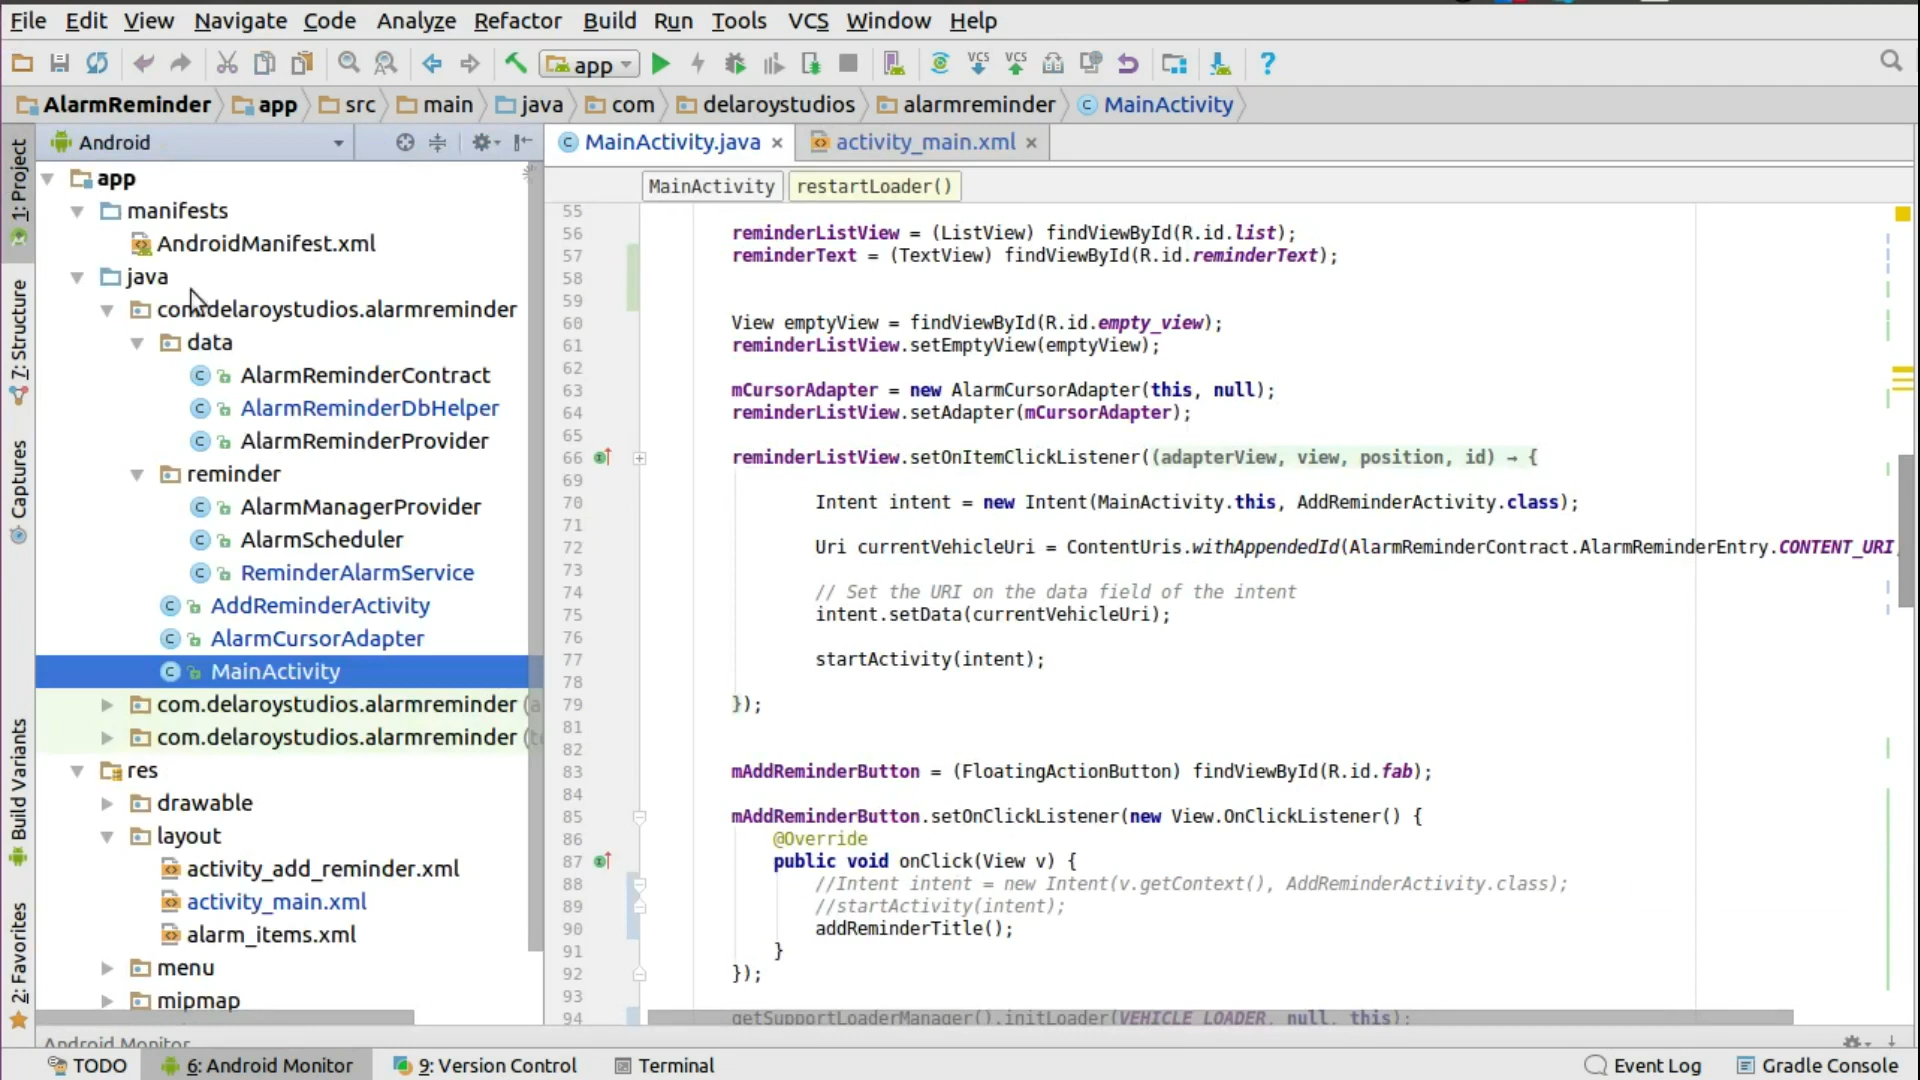 File Edit View Navigate Code Analyze Refactor Build Run Tools VCS Window Help
app VCS VCS ?
AlarmReminder app src main java com delaroystudios alarmreminder MainActivity
Android
MainActivity.java activity_main.xml
MainActivity restartLoader()
1: Project
7: Structure
Captures
Build Variants
2: Favorites
app
manifests
AndroidManifest.xml
java
com.delaroystudios.alarmreminder
data
AlarmReminderContract
AlarmReminderDbHelper
AlarmReminderProvider
reminder
AlarmManagerProvider
AlarmScheduler
ReminderAlarmService
AddReminderActivity
AlarmCursorAdapter
MainActivity
com.delaroystudios.alarmreminder
com.delaroystudios.alarmreminder
res
drawable
layout
activity_add_reminder.xml
activity_main.xml
alarm_items.xml
menu
mipmap
55
56 reminderListView = (ListView) findViewById(R.id.list);
57 reminderText = (TextView) findViewById(R.id.reminderText);
58
59
60 View emptyView = findViewById(R.id.empty_view);
61 reminderListView.setEmptyView(emptyView);
62
63 mCursorAdapter = new AlarmCursorAdapter(this, null);
64 reminderListView.setAdapter(mCursorAdapter);
65
66 reminderListView.setOnItemClickListener((adapterView, view, position, id) → {
69
70 Intent intent = new Intent(MainActivity.this, AddReminderActivity.class);
71
72 Uri currentVehicleUri = ContentUris.withAppendedId(AlarmReminderContract.AlarmReminderEntry.CONTENT_URI,
73
74 // Set the URI on the data field of the intent
75 intent.setData(currentVehicleUri);
76
77 startActivity(intent);
78
79 });
81
82
83 mAddReminderButton = (FloatingActionButton) findViewById(R.id.fab);
84
85 mAddReminderButton.setOnClickListener(new View.OnClickListener() {
86 @Override
87 public void onClick(View v) {
88 //Intent intent = new Intent(v.getContext(), AddReminderActivity.class);
89 //startActivity(intent);
90 addReminderTitle();
91 }
92 });
93
94 getSupportLoaderManager().initLoader(VEHICLE_LOADER, null, this);
Android Monitor
TODO 6: Android Monitor 9: Version Control Terminal Event Log Gradle Console